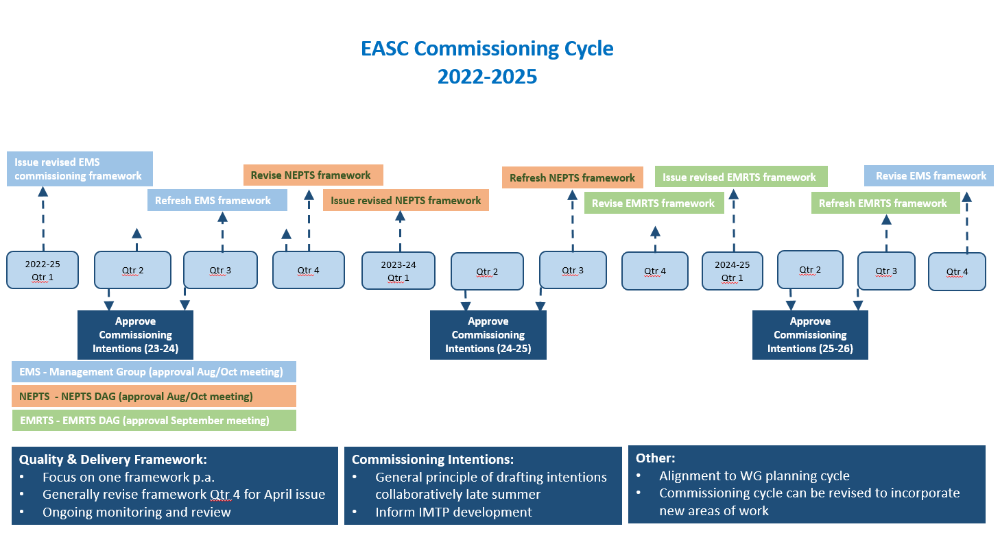 EASC Commissioning Cycle
2022-2025
Issue revised EMS
commissioning framework
Refresh EMS framework
Revise NEPTS framework
Issue revised NEPTS framework
Refresh NEPTS framework
Revise EMRTS framework
Issue revised EMRTS framework
Refresh EMRTS framework
Revise EMS framework
2022-25
Qtr 1
Qtr 2
Qtr 3
Qtr 4
2023-24
Qtr 1
Qtr 2
Qtr 3
Qtr 4
2024-25
Qtr 1
Qtr 2
Qtr 3
Qtr 4
Approve
Commissioning
Intentions (23-24)
Approve
Commissioning
Intentions (24-25)
Approve
Commissioning
Intentions (25-26)
EMS - Management Group (approval Aug/Oct meeting)
NEPTS - NEPTS DAG (approval Aug/Oct meeting)
EMRTS - EMRTS DAG (approval September meeting)
Quality & Delivery Framework:
• Focus on one framework p.a.
• Generally revise framework Qtr 4 for April issue
• Ongoing monitoring and review
Commissioning Intentions:
• General principle of drafting intentions
collaboratively late summer
• Inform IMTP development
Other:
• Alignment to WG planning cycle
• Commissioning cycle can be revised to incorporate
new areas of work